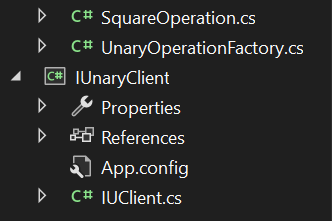 C# SquareOperation.cs
C# UnaryOperationFactory.cs
C# IUnaryClient
Properties
References
App.config
C# IUClient.cs